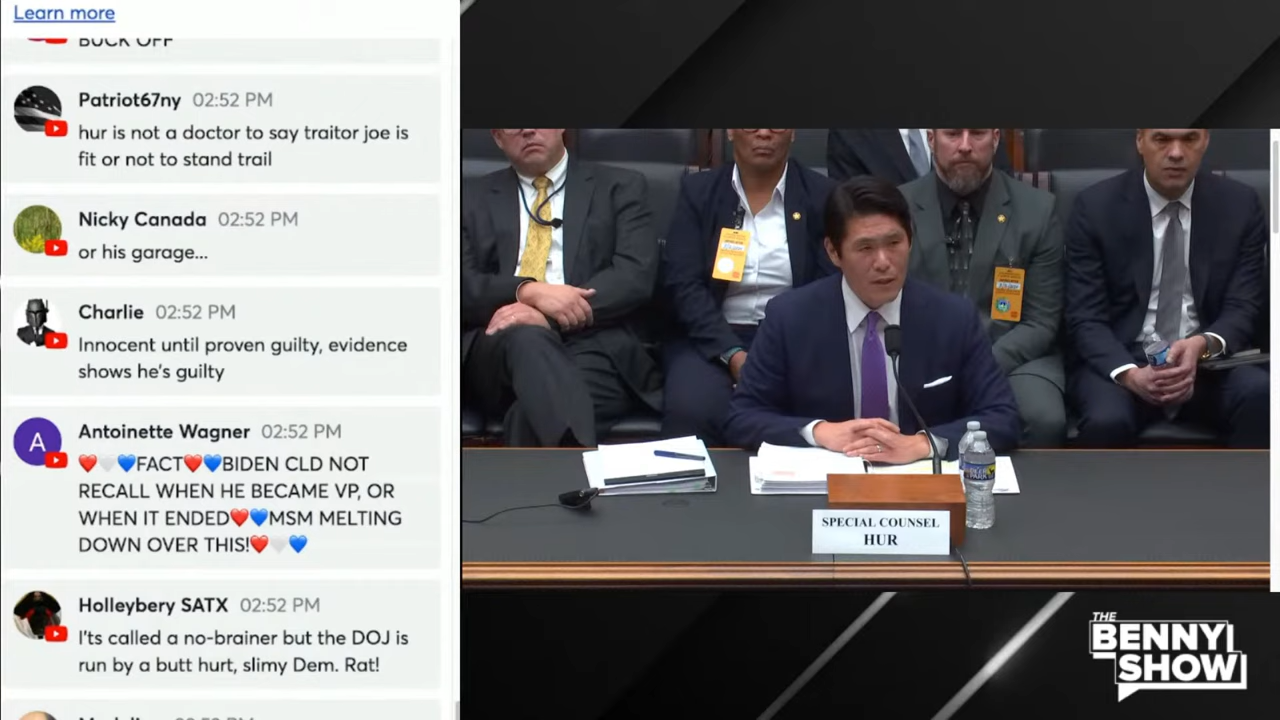 Learn more
BUCK OFF
Patriot67ny 02:52 PM
hur is not a doctor to say traitor joe is
fit or not to stand trail
Nicky Canada 02:52 PM
or his garage...
Charlie 02:52 PM
Innocent until proven guilty, evidence
shows he's guilty
A
Antoinette Wagner 02:52 PM
❤️🤍💙FACT❤️💙BIDEN CLD NOT
RECALL WHEN HE BECAME VP, OR
WHEN IT ENDED❤️💙MSM MELTING
DOWN OVER THIS!❤️🤍💙
Holleybery SATX 02:52 PM
I'ts called a no-brainer but the DOJ is
run by a butt hurt, slimy Dem. Rat!
SPECIAL COUNSEL
HUR
THE
BENNY
SHOW